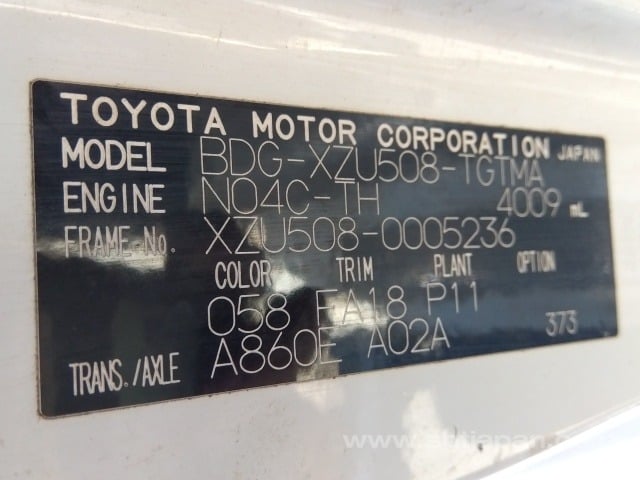 TOYOTA MOTOR CORPORATION JAPAN
MODEL BDG-XZU508-TGTMA
ENGINE N04C-TH 4009 mL
FRAME-No. XZU508-0005236
COLOR TRIM PLANT OPTION
058 FA18 P11
TRANS./AXLE A860E A02A 373